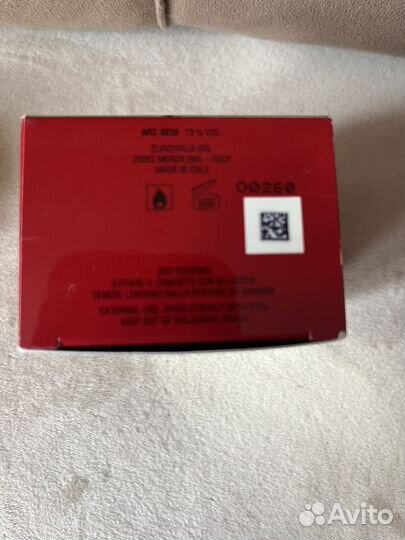 ART. 0828 75 % VOL.
EUROITALIA SRL
20052-MONZA (MI) - ITALY
MADE IN ITALY
36M
00260
USO ESTERNO
EVITARE IL CONTATTO CON GLI OCCHI
TENERE LONTANO DALLA PORTATA DEI BAMBINI
EXTERNAL USE. AVOID CONTACT WITH EYES
KEEP OUT OF CHILDREN'S REACH
Avito